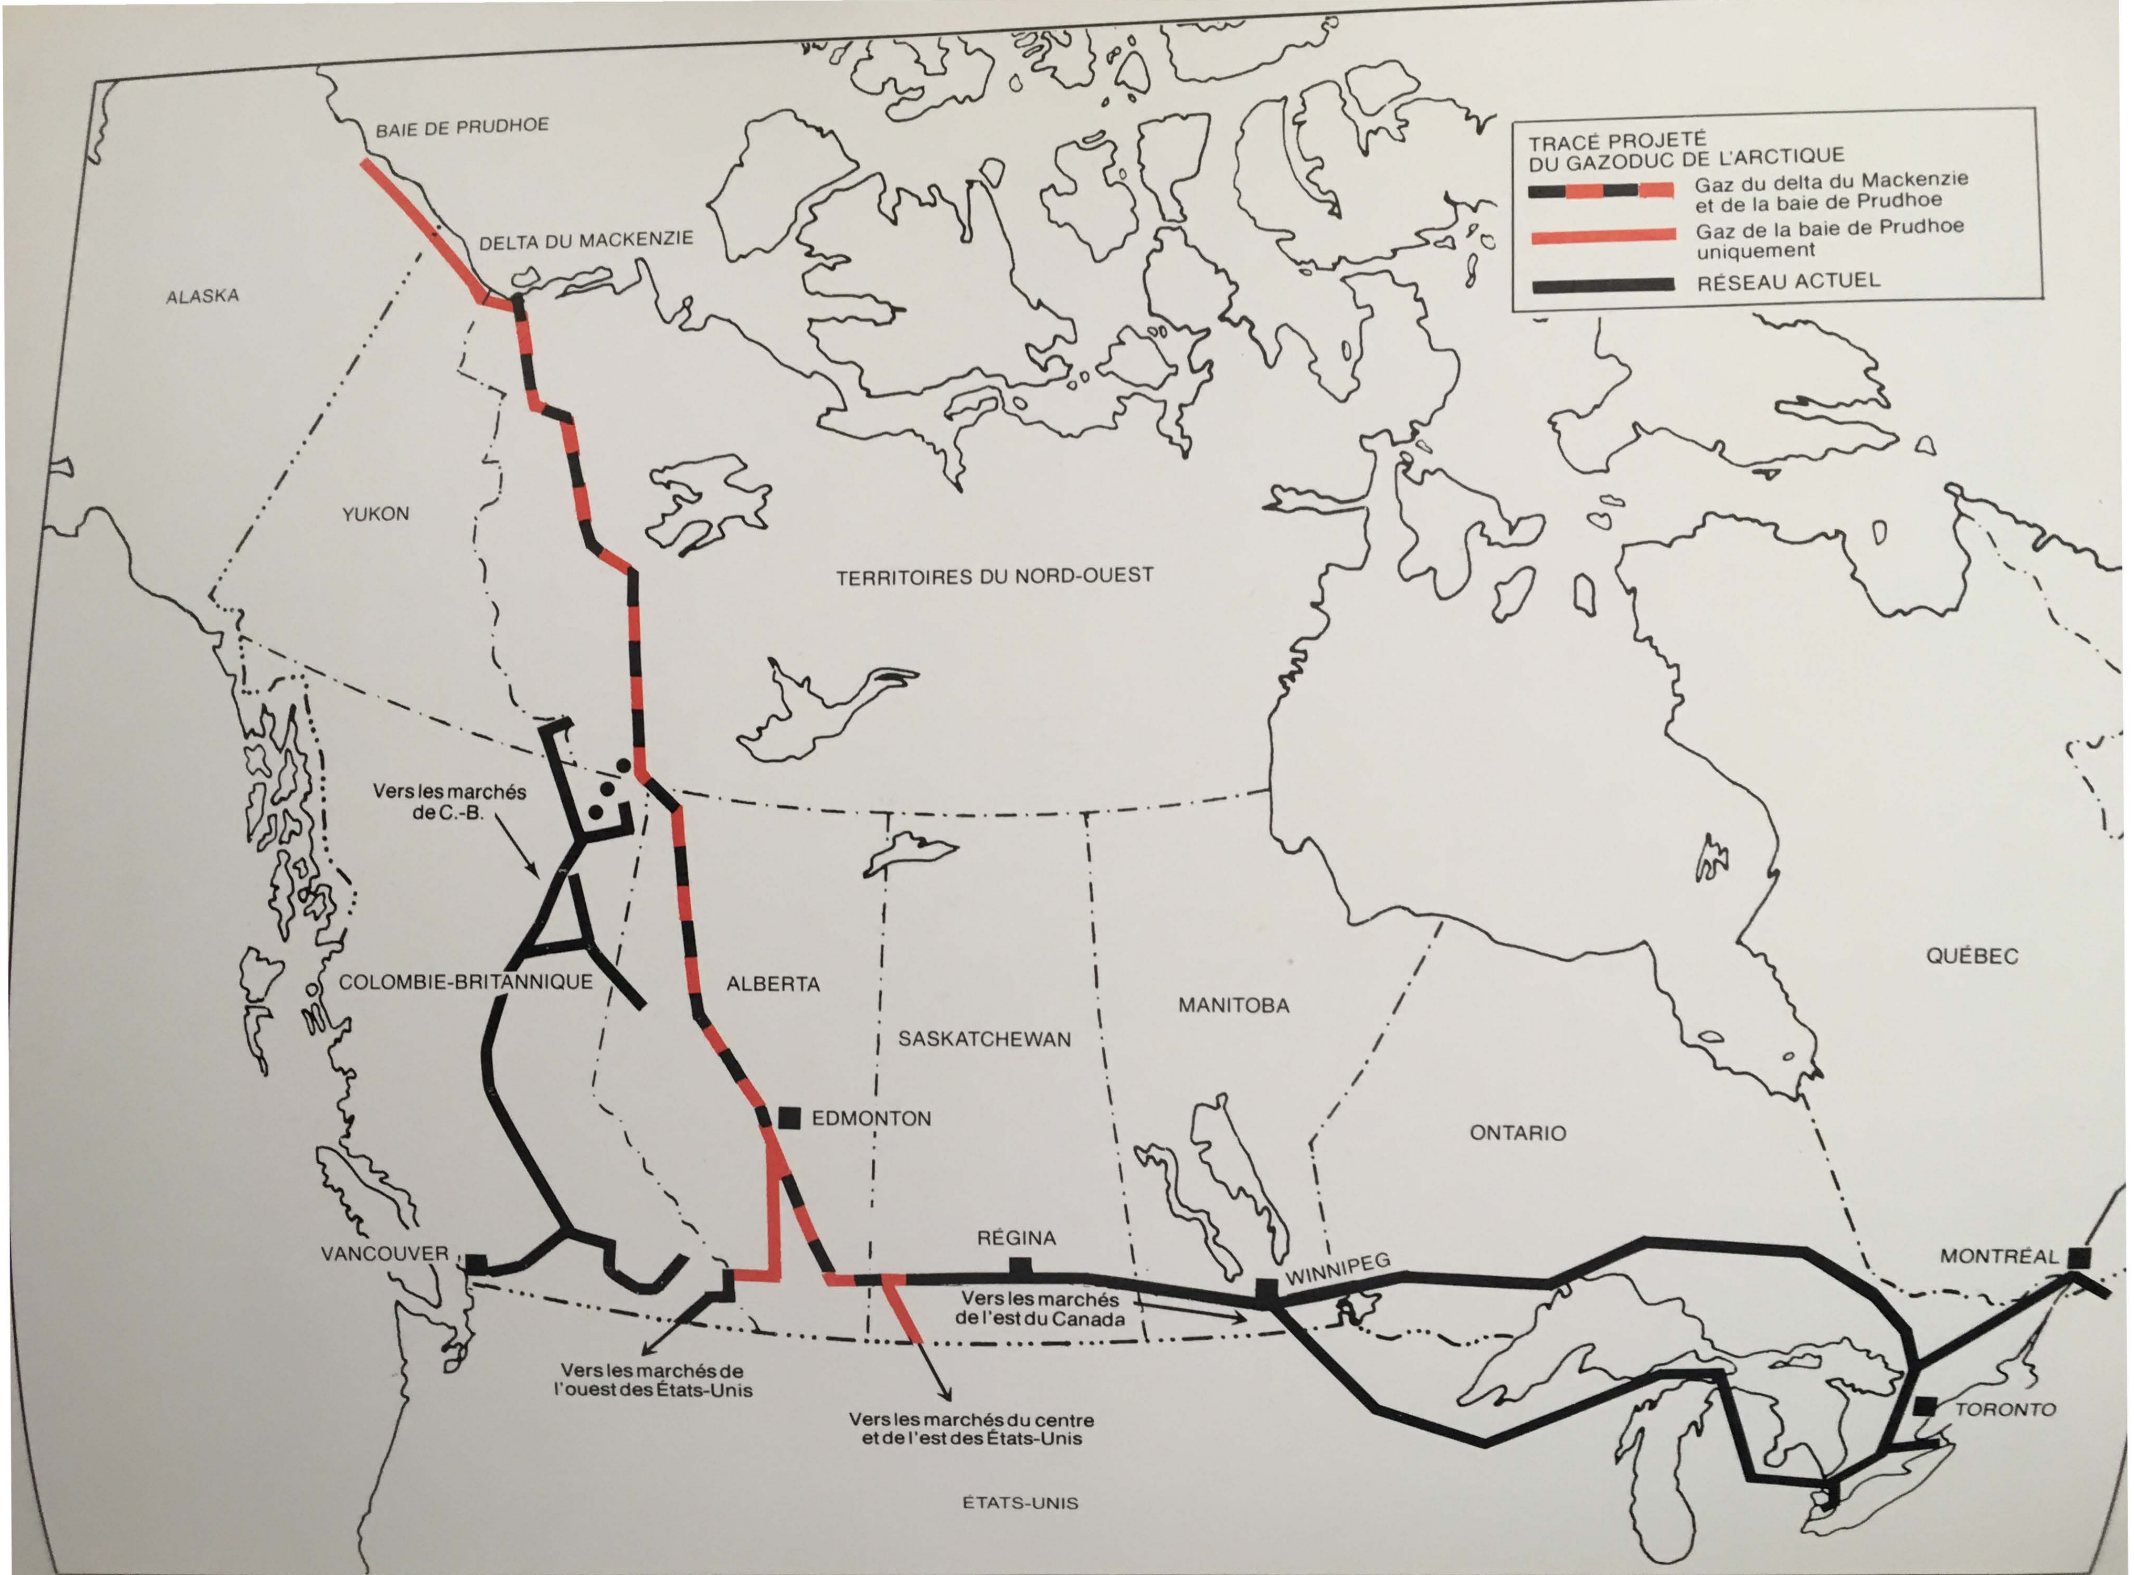 BAIE DE PRUDHOE
TRACÉ PROJETÉ
DU GAZODUC DE L'ARCTIQUE
Gaz du delta du Mackenzie
et de la baie de Prudhoe
Gaz de la baie de Prudhoe
uniquement
RÉSEAU ACTUEL
DELTA DU MACKENZIE
ALASKA
YUKON
TERRITOIRES DU NORD-OUEST
Vers les marchés
de C.-B.
COLOMBIE-BRITANNIQUE
ALBERTA
SASKATCHEWAN
MANITOBA
QUÉBEC
EDMONTON
ONTARIO
VANCOUVER
RÉGINA
WINNIPEG
MONTRÉAL
Vers les marchés
de l'est du Canada
Vers les marchés de
l'ouest des États-Unis
Vers les marchés du centre
et de l'est des États-Unis
TORONTO
ÉTATS-UNIS